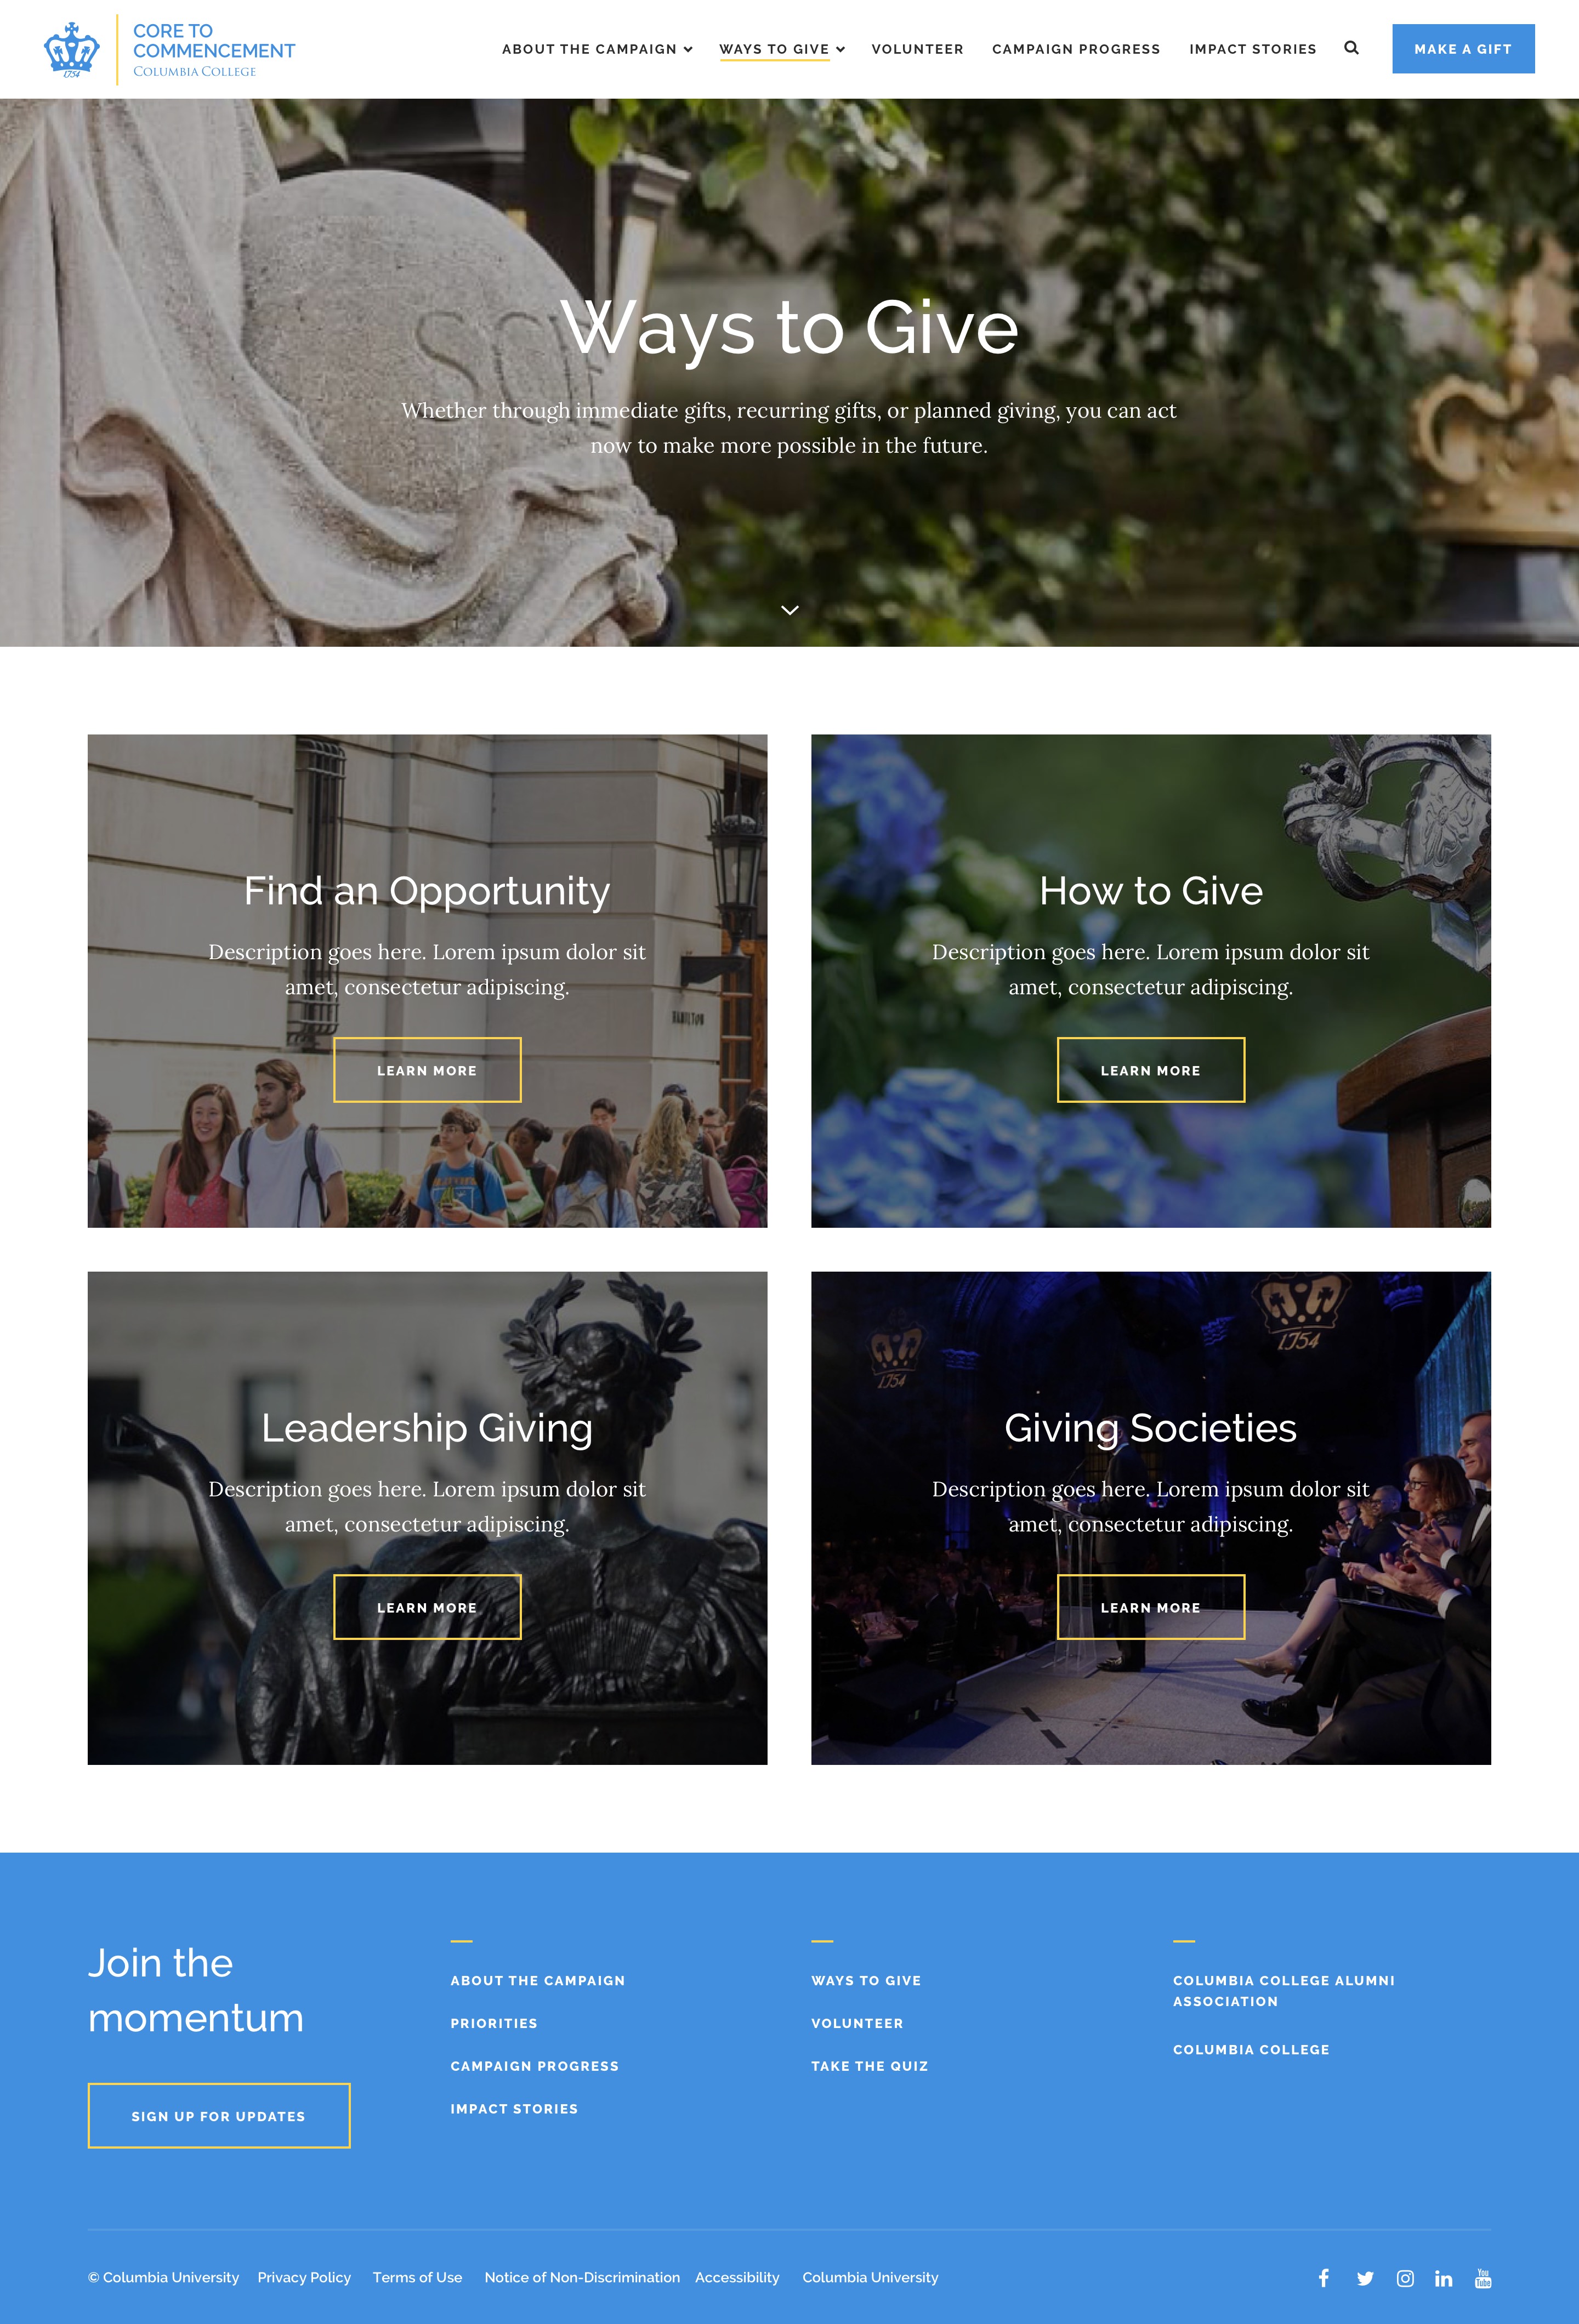 CORE TO
COMMENCEMENT
COLUMBIA COLLEGE
1754
ABOUT THE CAMPAIGN
WAYS TO GIVE
VOLUNTEER
CAMPAIGN PROGRESS
IMPACT STORIES
MAKE A GIFT
Ways to Give
Whether through immediate gifts, recurring gifts, or planned giving, you can act
now to make more possible in the future.
Find an Opportunity
Description goes here. Lorem ipsum dolor sit
amet, consectetur adipiscing.
HAMILTON
LEARN MORE
How to Give
Description goes here. Lorem ipsum dolor sit
amet, consectetur adipiscing.
LEARN MORE
Leadership Giving
Description goes here. Lorem ipsum dolor sit
amet, consectetur adipiscing.
LEARN MORE
1754
1754
Giving Societies
Description goes here. Lorem ipsum dolor sit
amet, consectetur adipiscing.
LEARN MORE
Join the
momentum
SIGN UP FOR UPDATES
ABOUT THE CAMPAIGN
PRIORITIES
CAMPAIGN PROGRESS
IMPACT STORIES
WAYS TO GIVE
VOLUNTEER
TAKE THE QUIZ
COLUMBIA COLLEGE ALUMNI
ASSOCIATION
COLUMBIA COLLEGE
© Columbia University
Privacy Policy
Terms of Use
Notice of Non-Discrimination
Accessibility
Columbia University
You
Tube